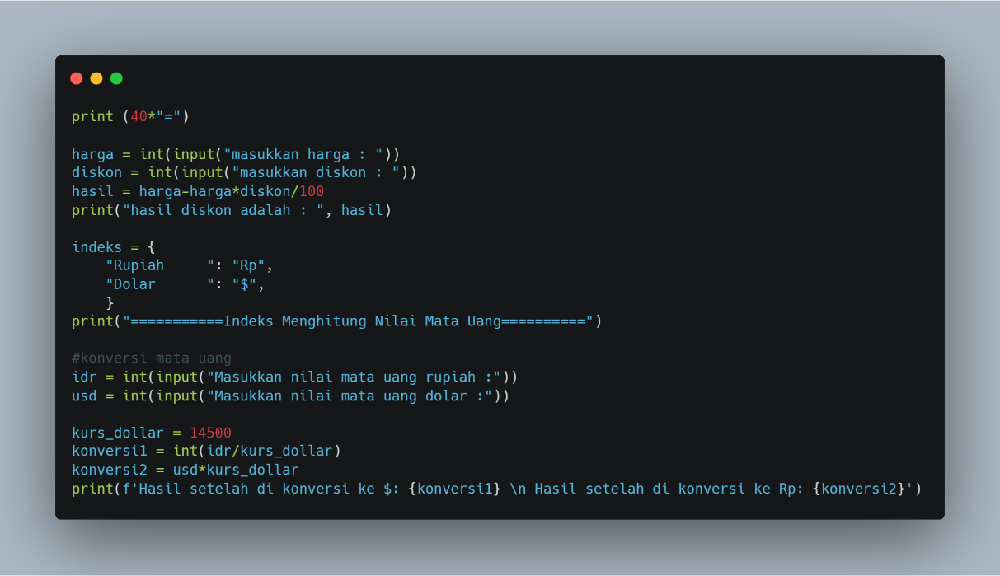 print (40*"=")
harga = int(input("masukkan harga : "))
diskon = int(input("masukkan diskon : "))
hasil = harga-harga*diskon/100
print("hasil diskon adalah : ", hasil)
indeks = {
    "Rupiah     ": "Rp",
    "Dolar      ": "$",
    }
print("===========Indeks Menghitung Nilai Mata Uang==========")
#konversi mata uang
idr = int(input("Masukkan nilai mata uang rupiah :"))
usd = int(input("Masukkan nilai mata uang dolar :"))
kurs_dollar = 14500
konversi1 = int(idr/kurs_dollar)
konversi2 = usd*kurs_dollar
print(f'Hasil setelah di konversi ke $: {konversi1} \n Hasil setelah di konversi ke Rp: {konversi2}')